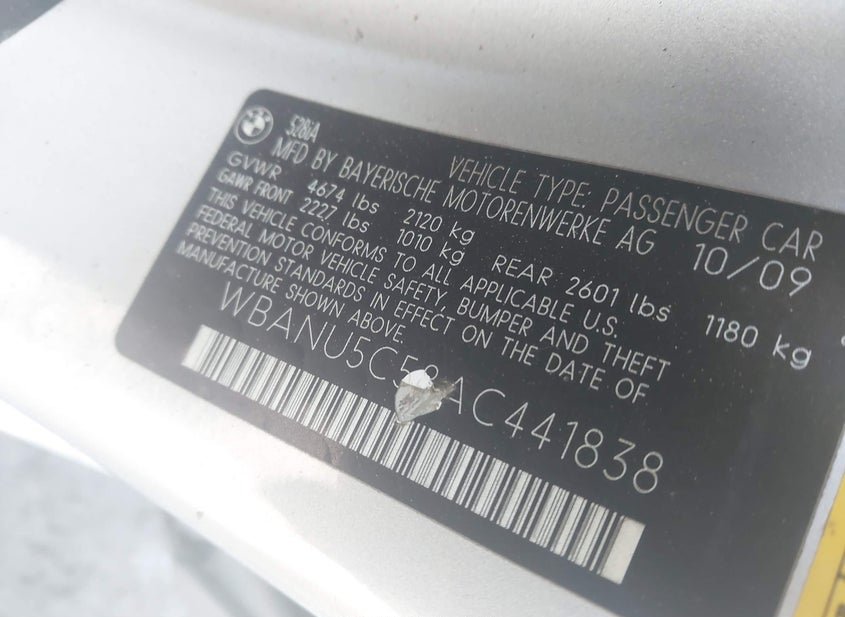 528iA
VEHICLE TYPE: PASSENGER CAR
MFD BY BAYERISCHE MOTORENWERKE AG 10/09
GVWR 4674 lbs 2120 kg
GAWR FRONT 2227 lbs 1010 kg REAR 2601 lbs 1180 kg
THIS VEHICLE CONFORMS TO ALL APPLICABLE U.S.
FEDERAL MOTOR VEHICLE SAFETY, BUMPER AND THEFT
PREVENTION STANDARDS IN EFFECT ON THE DATE OF
MANUFACTURE SHOWN ABOVE.
WBANU5C58AC441838